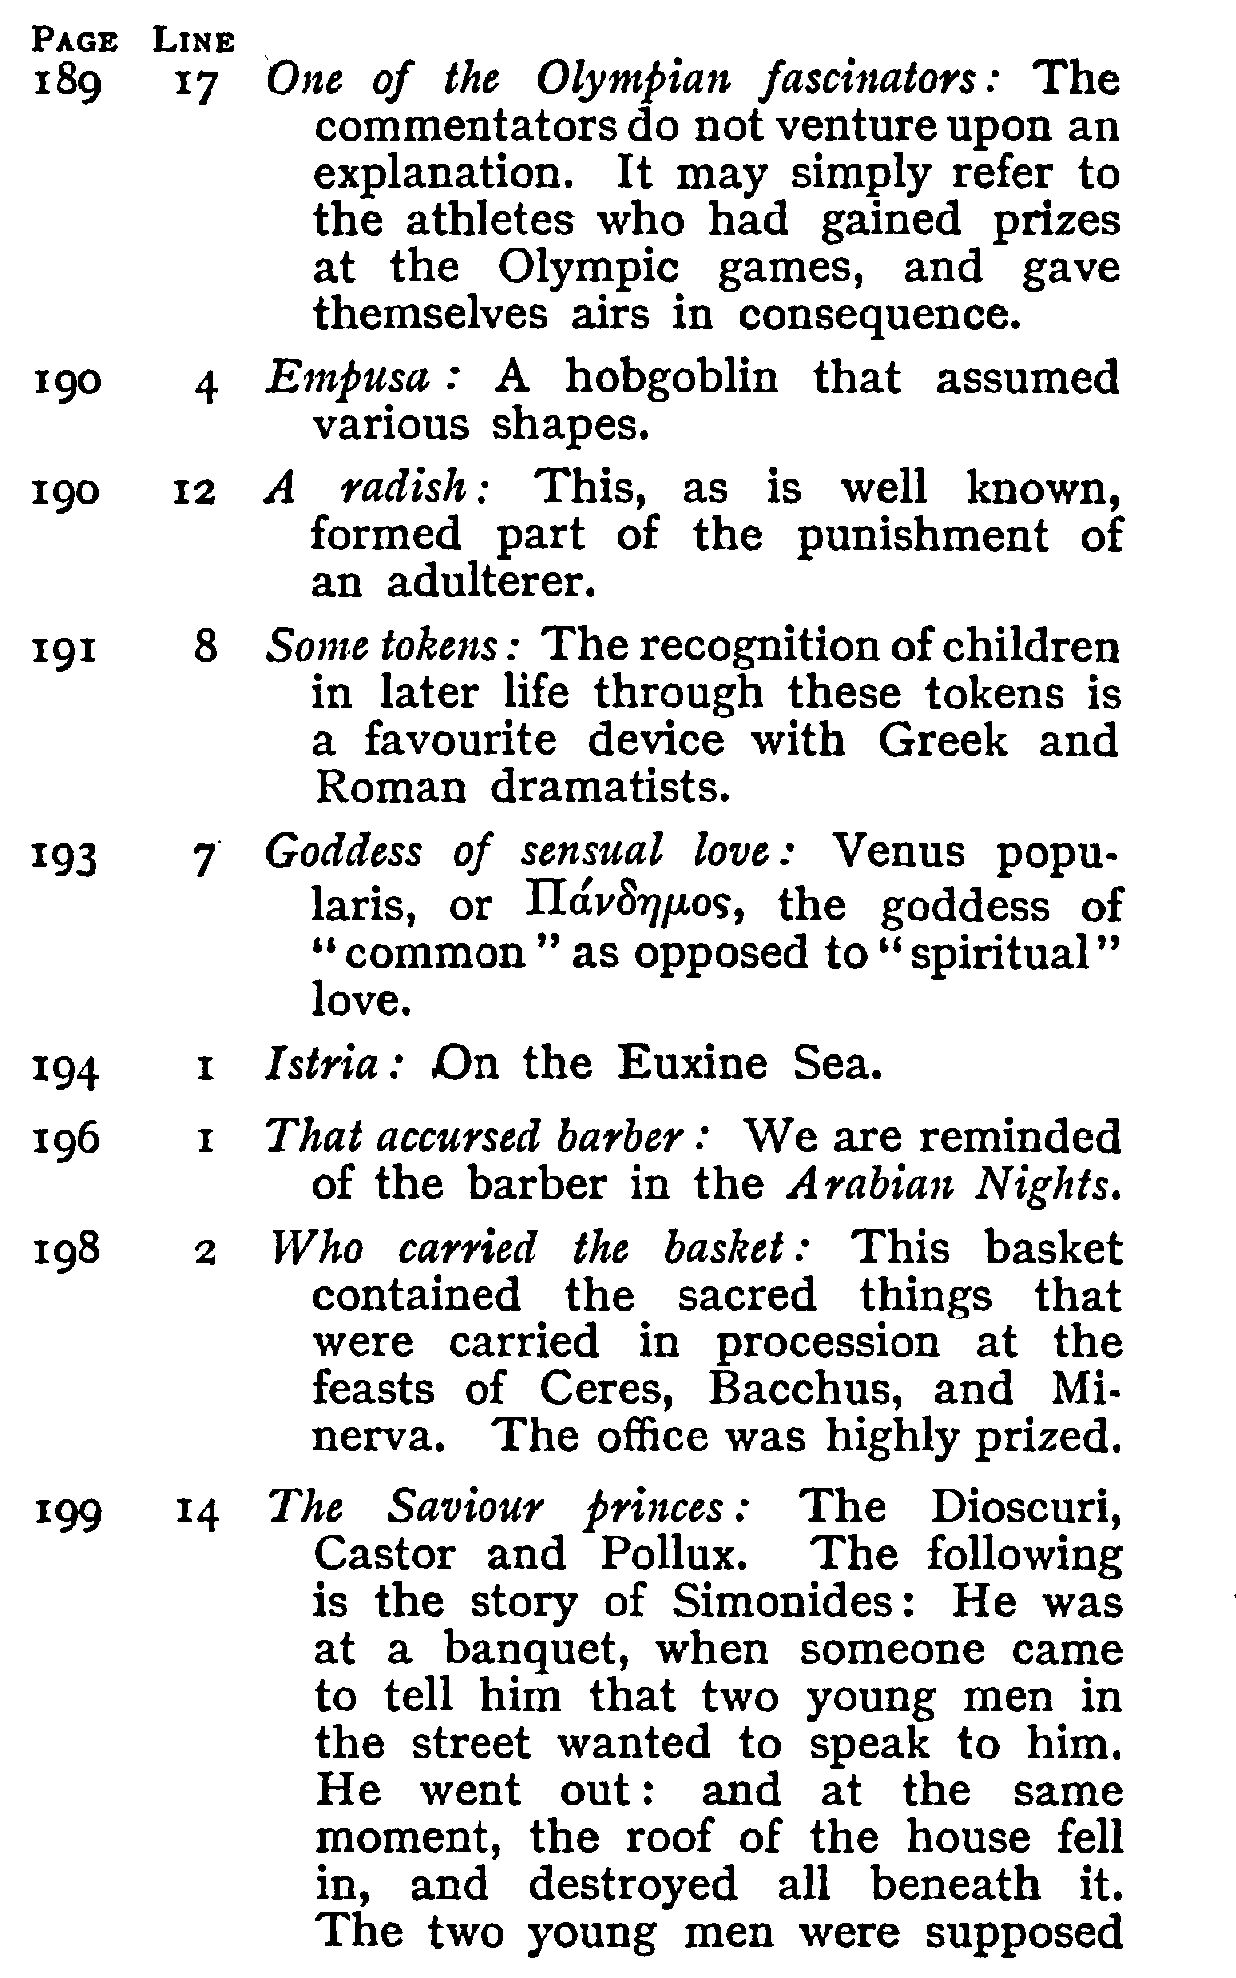 PAGE LINE
189 17 One of the Olympian fascinators: The
commentators do not venture upon an
explanation. It may simply refer to
the athletes who had gained prizes
at the Olympic games, and gave
themselves airs in consequence.
190 4 Empusa: A hobgoblin that assumed
various shapes.
190 12 A radish: This, as is well known,
formed part of the punishment of
an adulterer.
191 8 Some tokens: The recognition of children
in later life through these tokens is
a favourite device with Greek and
Roman dramatists.
193 7 Goddess of sensual love: Venus popu-
laris, or Πάνδημος, the goddess of
“common” as opposed to “spiritual”
love.
194 1 Istria: On the Euxine Sea.
196 1 That accursed barber: We are reminded
of the barber in the Arabian Nights.
198 2 Who carried the basket: This basket
contained the sacred things that
were carried in procession at the
feasts of Ceres, Bacchus, and Mi-
nerva. The office was highly prized.
199 14 The Saviour princes: The Dioscuri,
Castor and Pollux. The following
is the story of Simonides: He was
at a banquet, when someone came
to tell him that two young men in
the street wanted to speak to him.
He went out: and at the same
moment, the roof of the house fell
in, and destroyed all beneath it.
The two young men were supposed